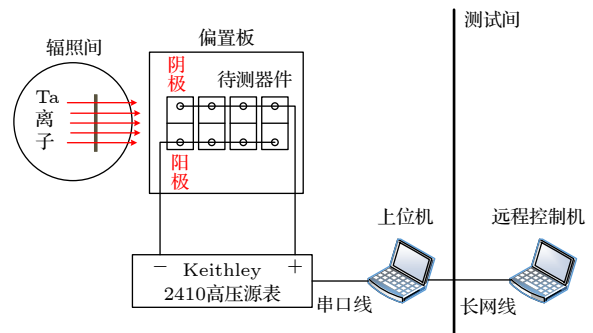 测试间
辐照间
偏置板
阴极
待测器件
Ta
离
子
阳极
− +
Keithley
2410高压源表
串口线
上位机
远程控制机
长网线